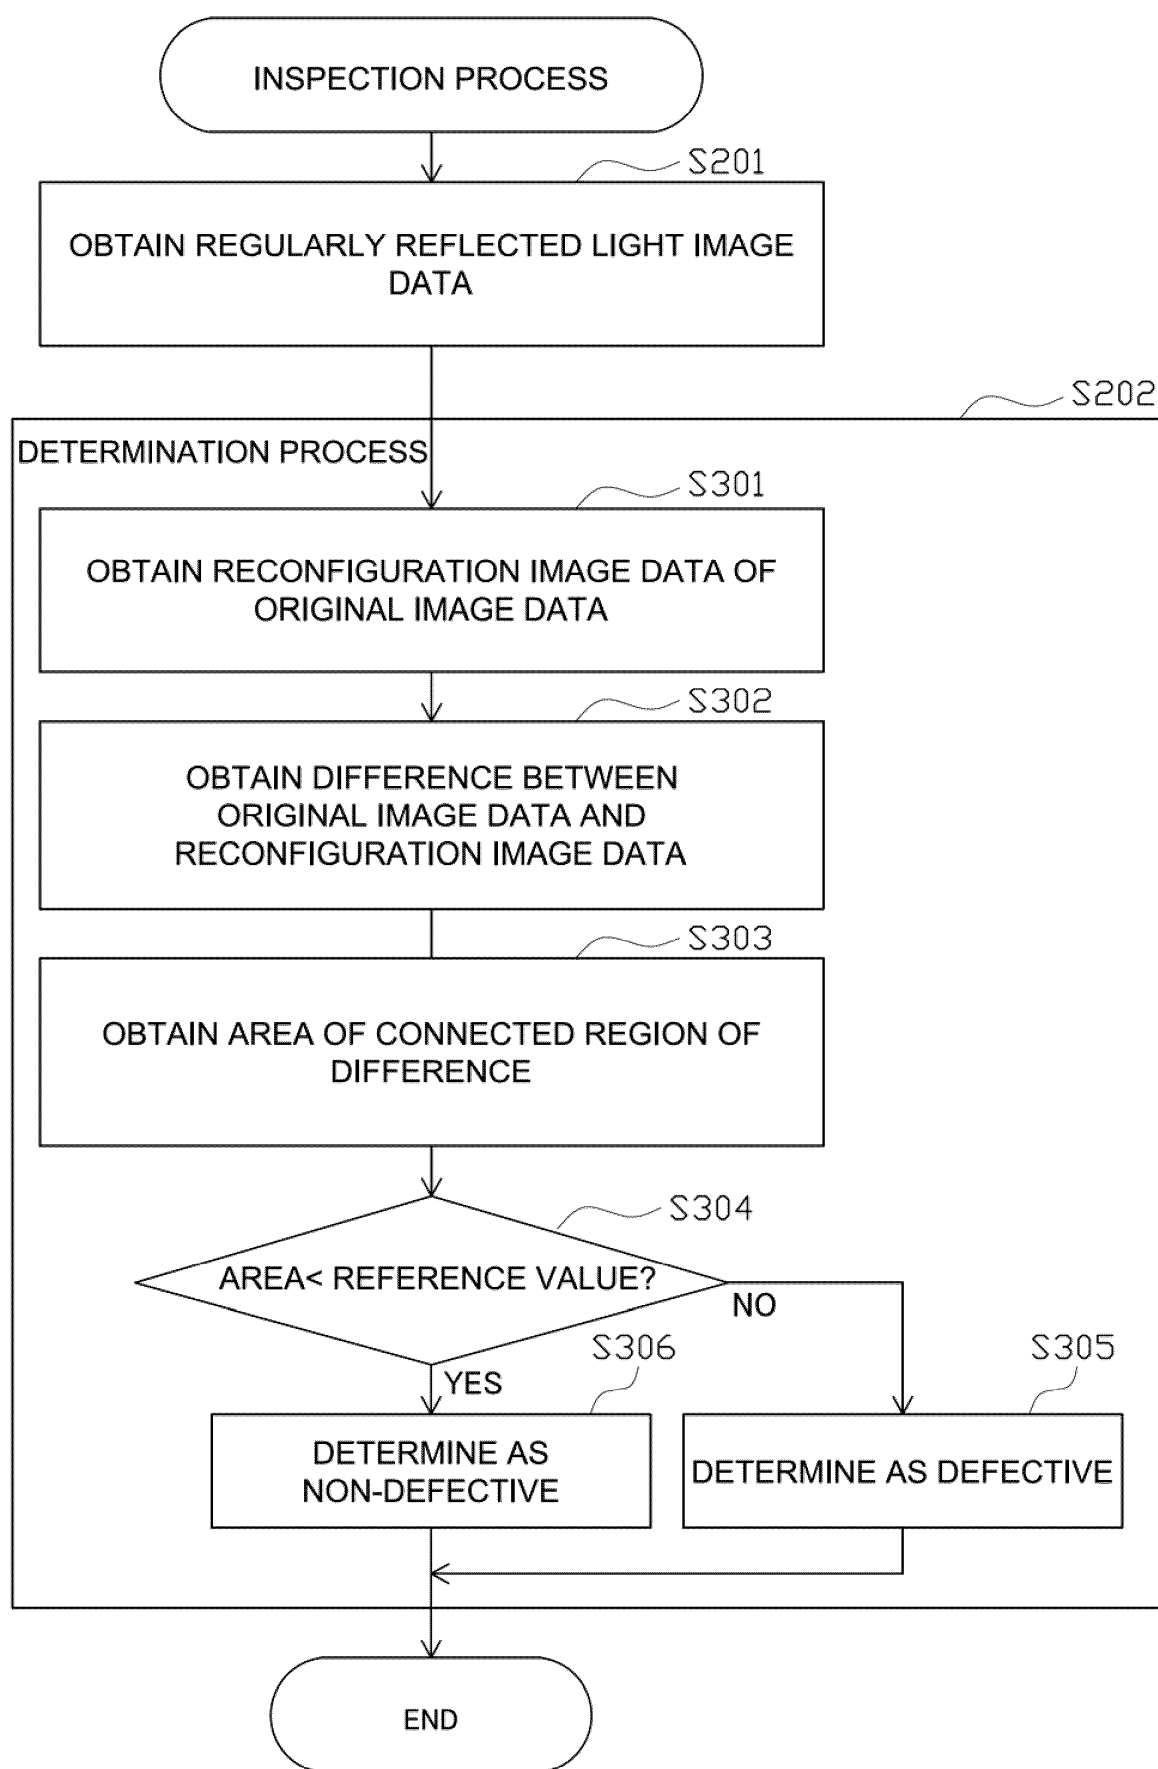 INSPECTION PROCESS
S201
OBTAIN REGULARLY REFLECTED LIGHT IMAGE
DATA
S202
DETERMINATION PROCESS
S301
OBTAIN RECONFIGURATION IMAGE DATA OF
ORIGINAL IMAGE DATA
S302
OBTAIN DIFFERENCE BETWEEN
ORIGINAL IMAGE DATA AND
RECONFIGURATION IMAGE DATA
S303
OBTAIN AREA OF CONNECTED REGION OF
DIFFERENCE
S304
AREA< REFERENCE VALUE?
NO
YES
S306
S305
DETERMINE AS
NON-DEFECTIVE
DETERMINE AS DEFECTIVE
END